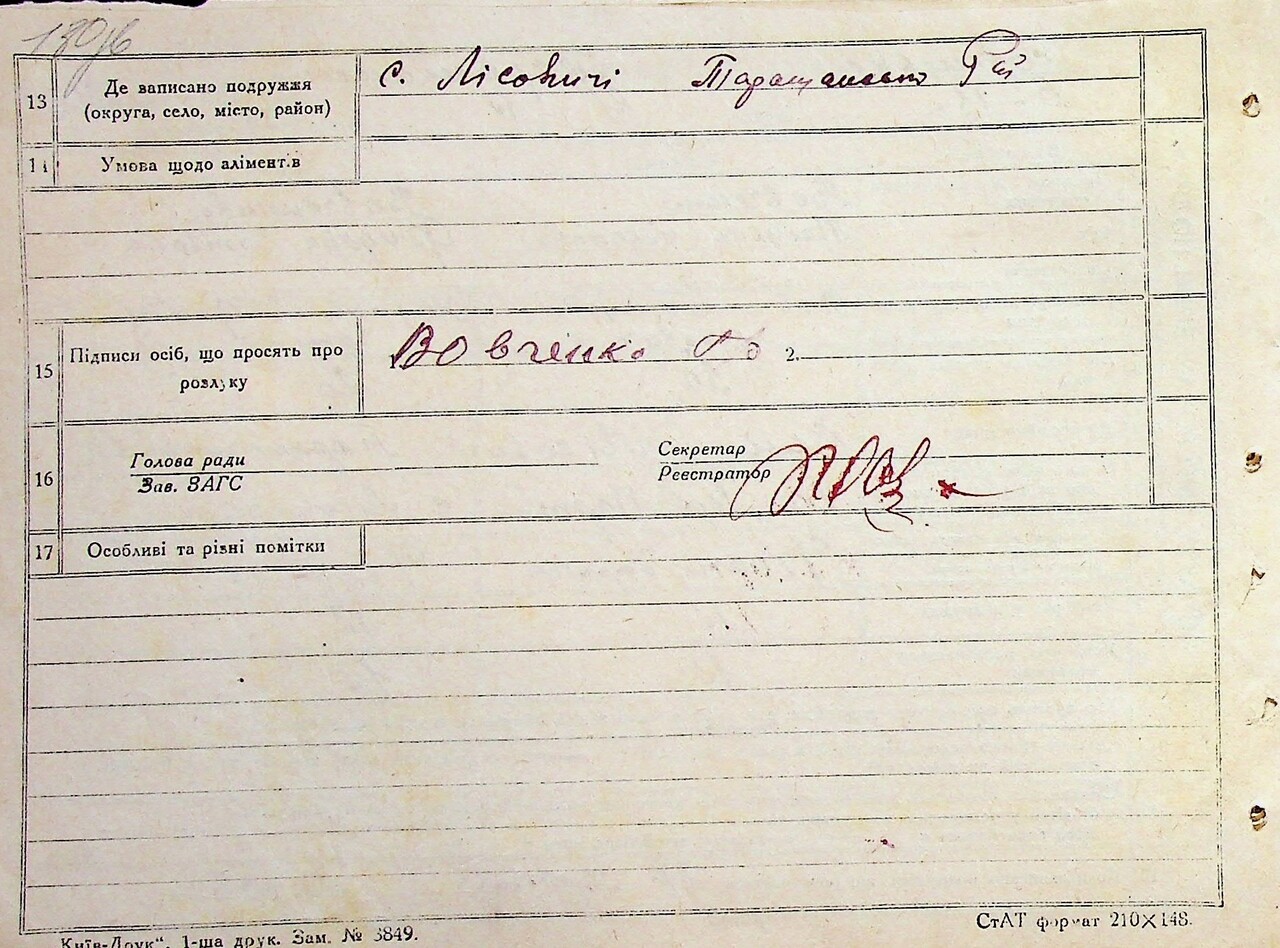 13 Де записано подружжя (округа, село, місто, район) с. Лісовичі Таращансько
14 Умова щодо аліментів
15 Підписи осіб, що просять про розлуку 1. Вовченко 2.
16 Голова ради Секретар
Зав. ЗАГС Реєстратор
17 Особливі та різні помітки
„Київ-Друк“, 1-ша друк. Зам. № 3849. СтАТ формат 210×148.